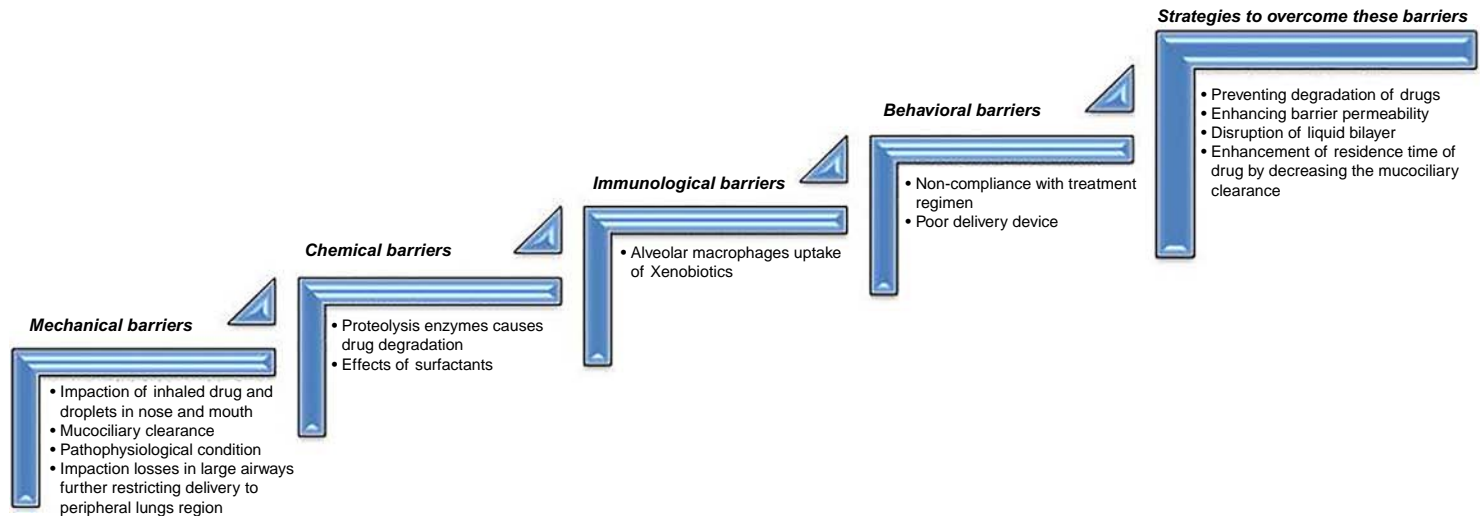 Mechanical barriers
• Impaction of inhaled drug and
droplets in nose and mouth
• Mucociliary clearance
• Pathophysiological condition
• Impaction losses in large airways
further restricting delivery to
peripheral lungs region
Chemical barriers
• Proteolysis enzymes causes
drug degradation
• Effects of surfactants
Immunological barriers
• Alveolar macrophages uptake
of Xenobiotics
Behavioral barriers
• Non-compliance with treatment
regimen
• Poor delivery device
Strategies to overcome these barriers
• Preventing degradation of drugs
• Enhancing barrier permeability
• Disruption of liquid bilayer
• Enhancement of residence time of
drug by decreasing the mucociliary
clearance